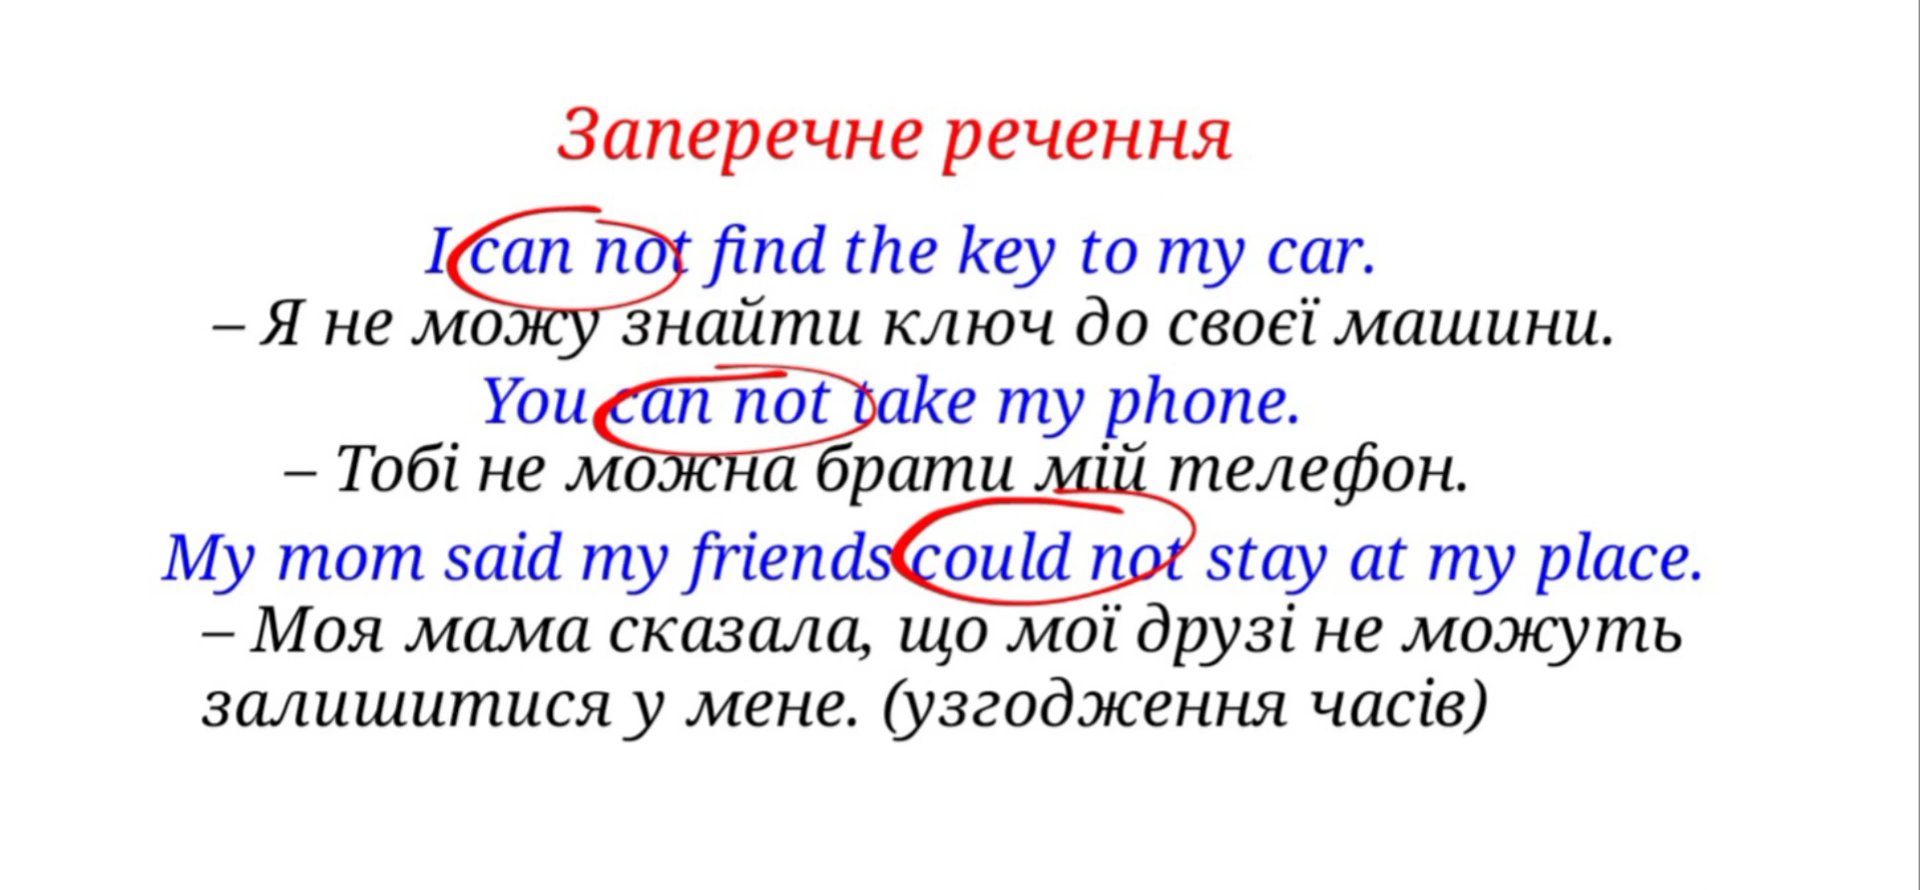 Заперечне речення
I can not find the key to my car.
– Я не можу знайти ключ до своєї машини.
You can not take my phone.
– Тобі не можна брати мій телефон.
My mom said my friends could not stay at my place.
– Моя мама сказала, що мої друзі не можуть
залишитися у мене. (узгодження часів)